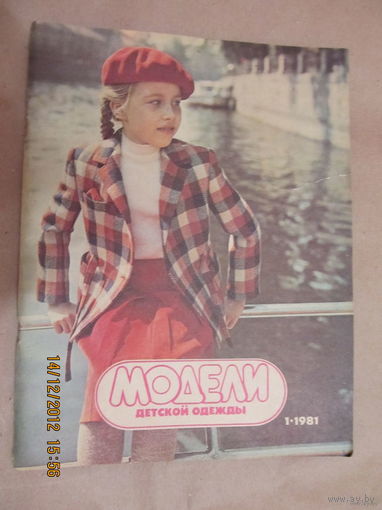 МОДЕЛИ
ДЕТСКОЙ ОДЕЖДЫ
1·1981
14/12/2012 15:56
www.ay.by